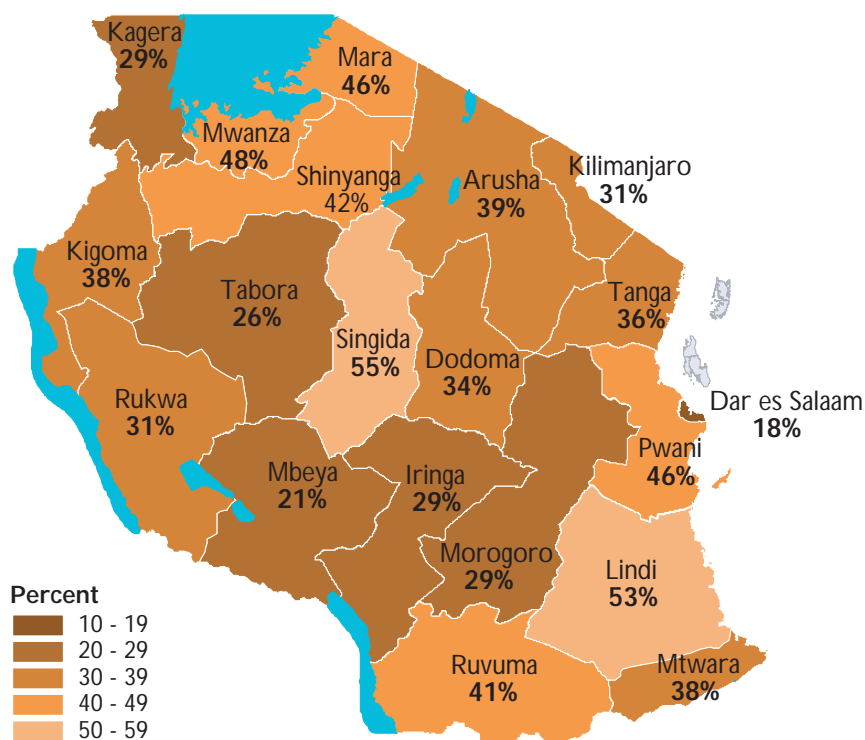 Kagera
29%
Mara
46%
Mwanza
48%
Shinyanga
42%
Arusha
39%
Kilimanjaro
31%
Kigoma
38%
Tabora
26%
Singida
55%
Dodoma
34%
Tanga
36%
Dar es Salaam
18%
Pwani
46%
Rukwa
31%
Mbeya
21%
Iringa
29%
Morogoro
29%
Lindi
53%
Ruvuma
41%
Mtwara
38%
Percent
10 - 19
20 - 29
30 - 39
40 - 49
50 - 59